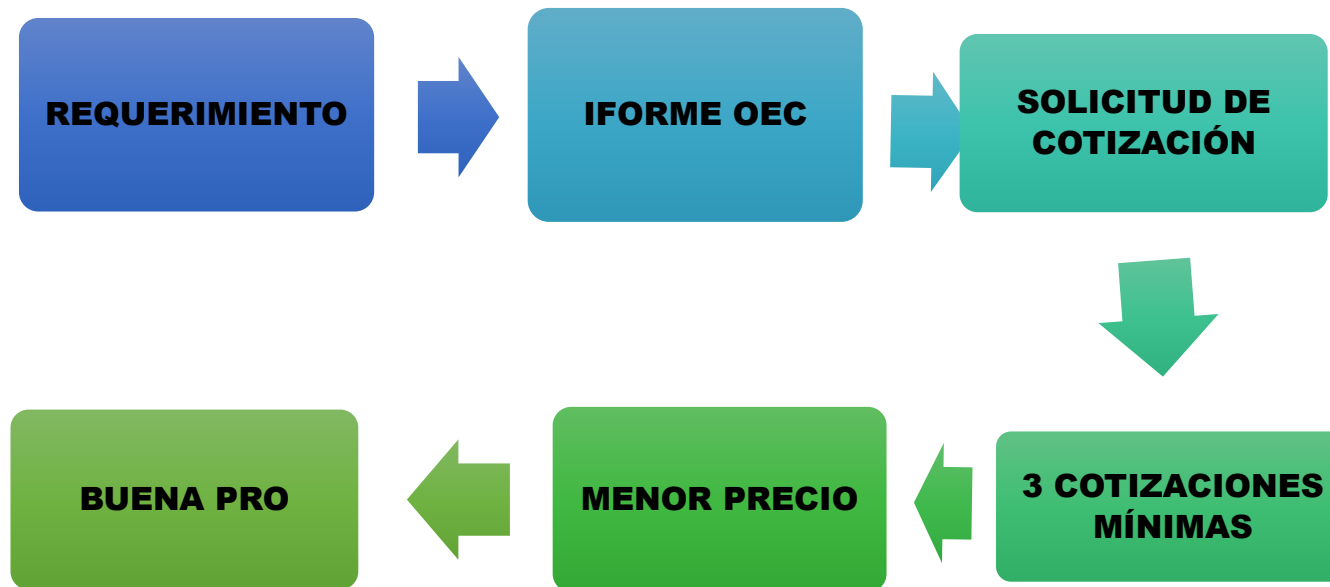 REQUERIMIENTO
IFORME OEC
SOLICITUD DE
COTIZACIÓN
3 COTIZACIONES
MÍNIMAS
MENOR PRECIO
BUENA PRO